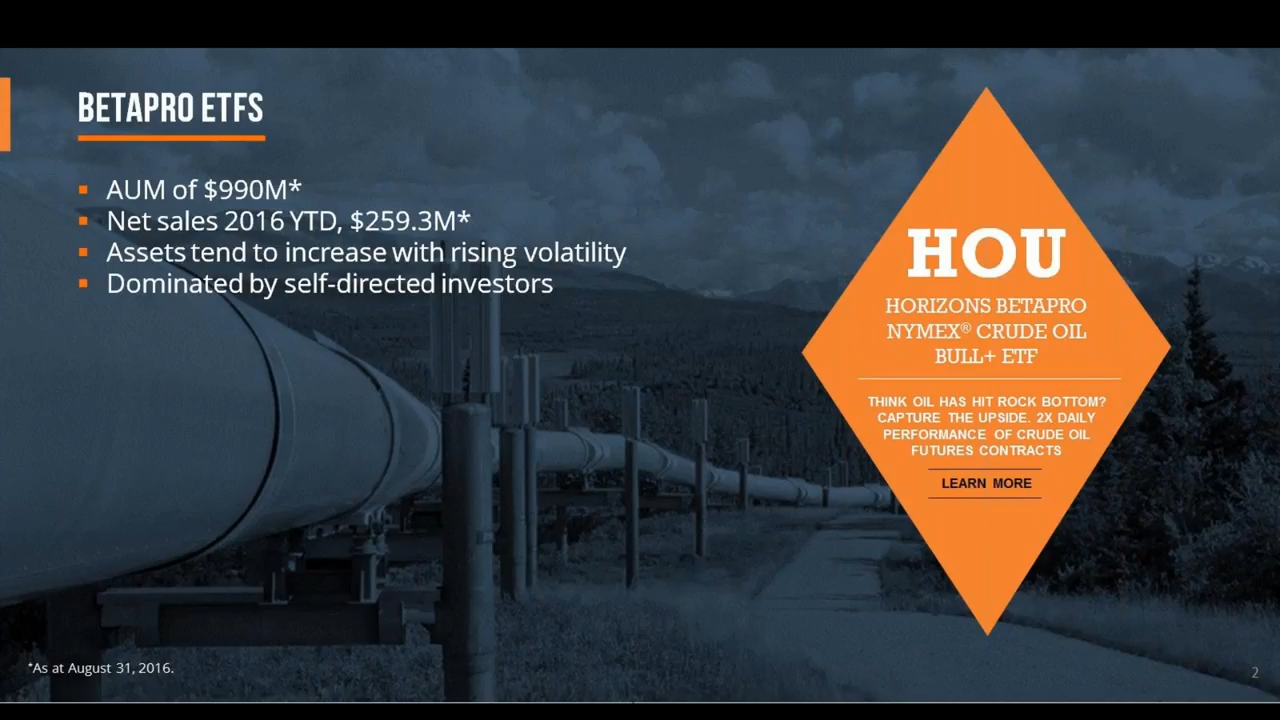 BETAPRO ETFS
▪ AUM of $990M*
▪ Net sales 2016 YTD, $259.3M*
▪ Assets tend to increase with rising volatility
▪ Dominated by self-directed investors
HOU
HORIZONS BETAPRO
NYMEX® CRUDE OIL
BULL+ ETF
THINK OIL HAS HIT ROCK BOTTOM?
CAPTURE THE UPSIDE. 2X DAILY
PERFORMANCE OF CRUDE OIL
FUTURES CONTRACTS
LEARN MORE
*As at August 31, 2016.
2